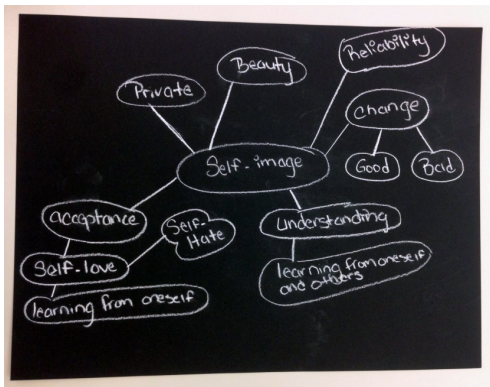 Reliability
Beauty
Private
Change
Self-image
Good
Bad
acceptance
Self-
Hate
Understanding
Self-love
learning from oneself
and others
learning from oneself